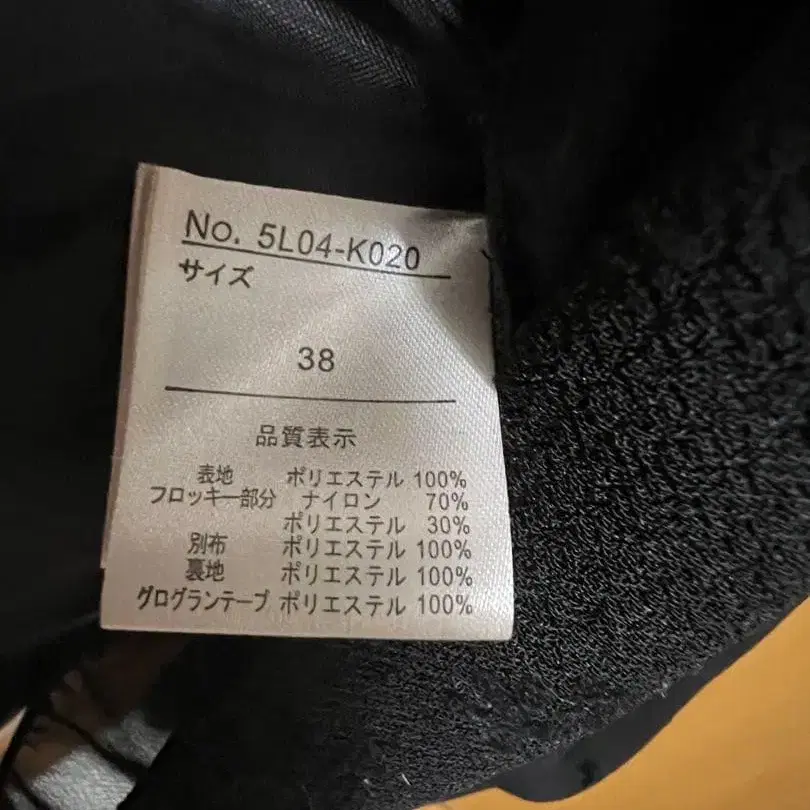 No. 5L04-K020
サイズ
38
品質表示
表地 ポリエステル 100%
フロッキー部分 ナイロン 70%
ポリエステル 30%
別布 ポリエステル 100%
裏地 ポリエステル 100%
グログランテープ ポリエステル 100%